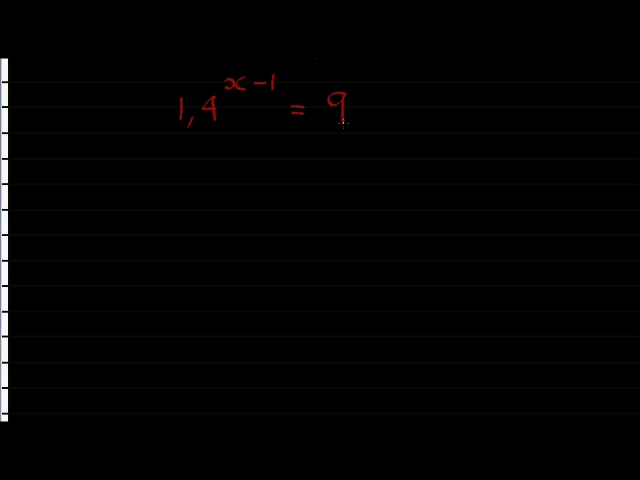 1,4^{x-1} = 9